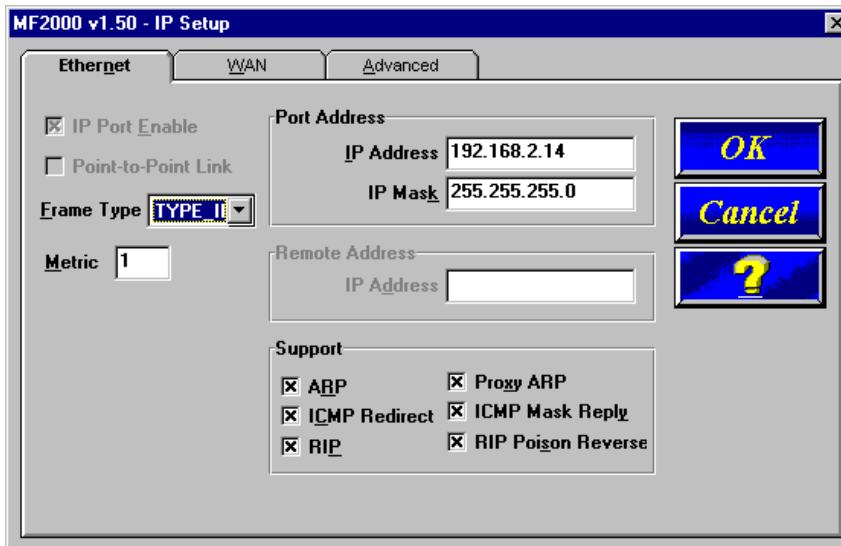 MF2000 v1.50 - IP Setup
Ethernet
WAN
Advanced
IP Port Enable
Point-to-Point Link
Frame Type TYPE II
Metric 1
Port Address
IP Address 192.168.2.14
IP Mask 255.255.255.0
Remote Address
IP Address
Support
ARP
Proxy ARP
ICMP Redirect
ICMP Mask Reply
RIP
RIP Poison Reverse
OK
Cancel
?